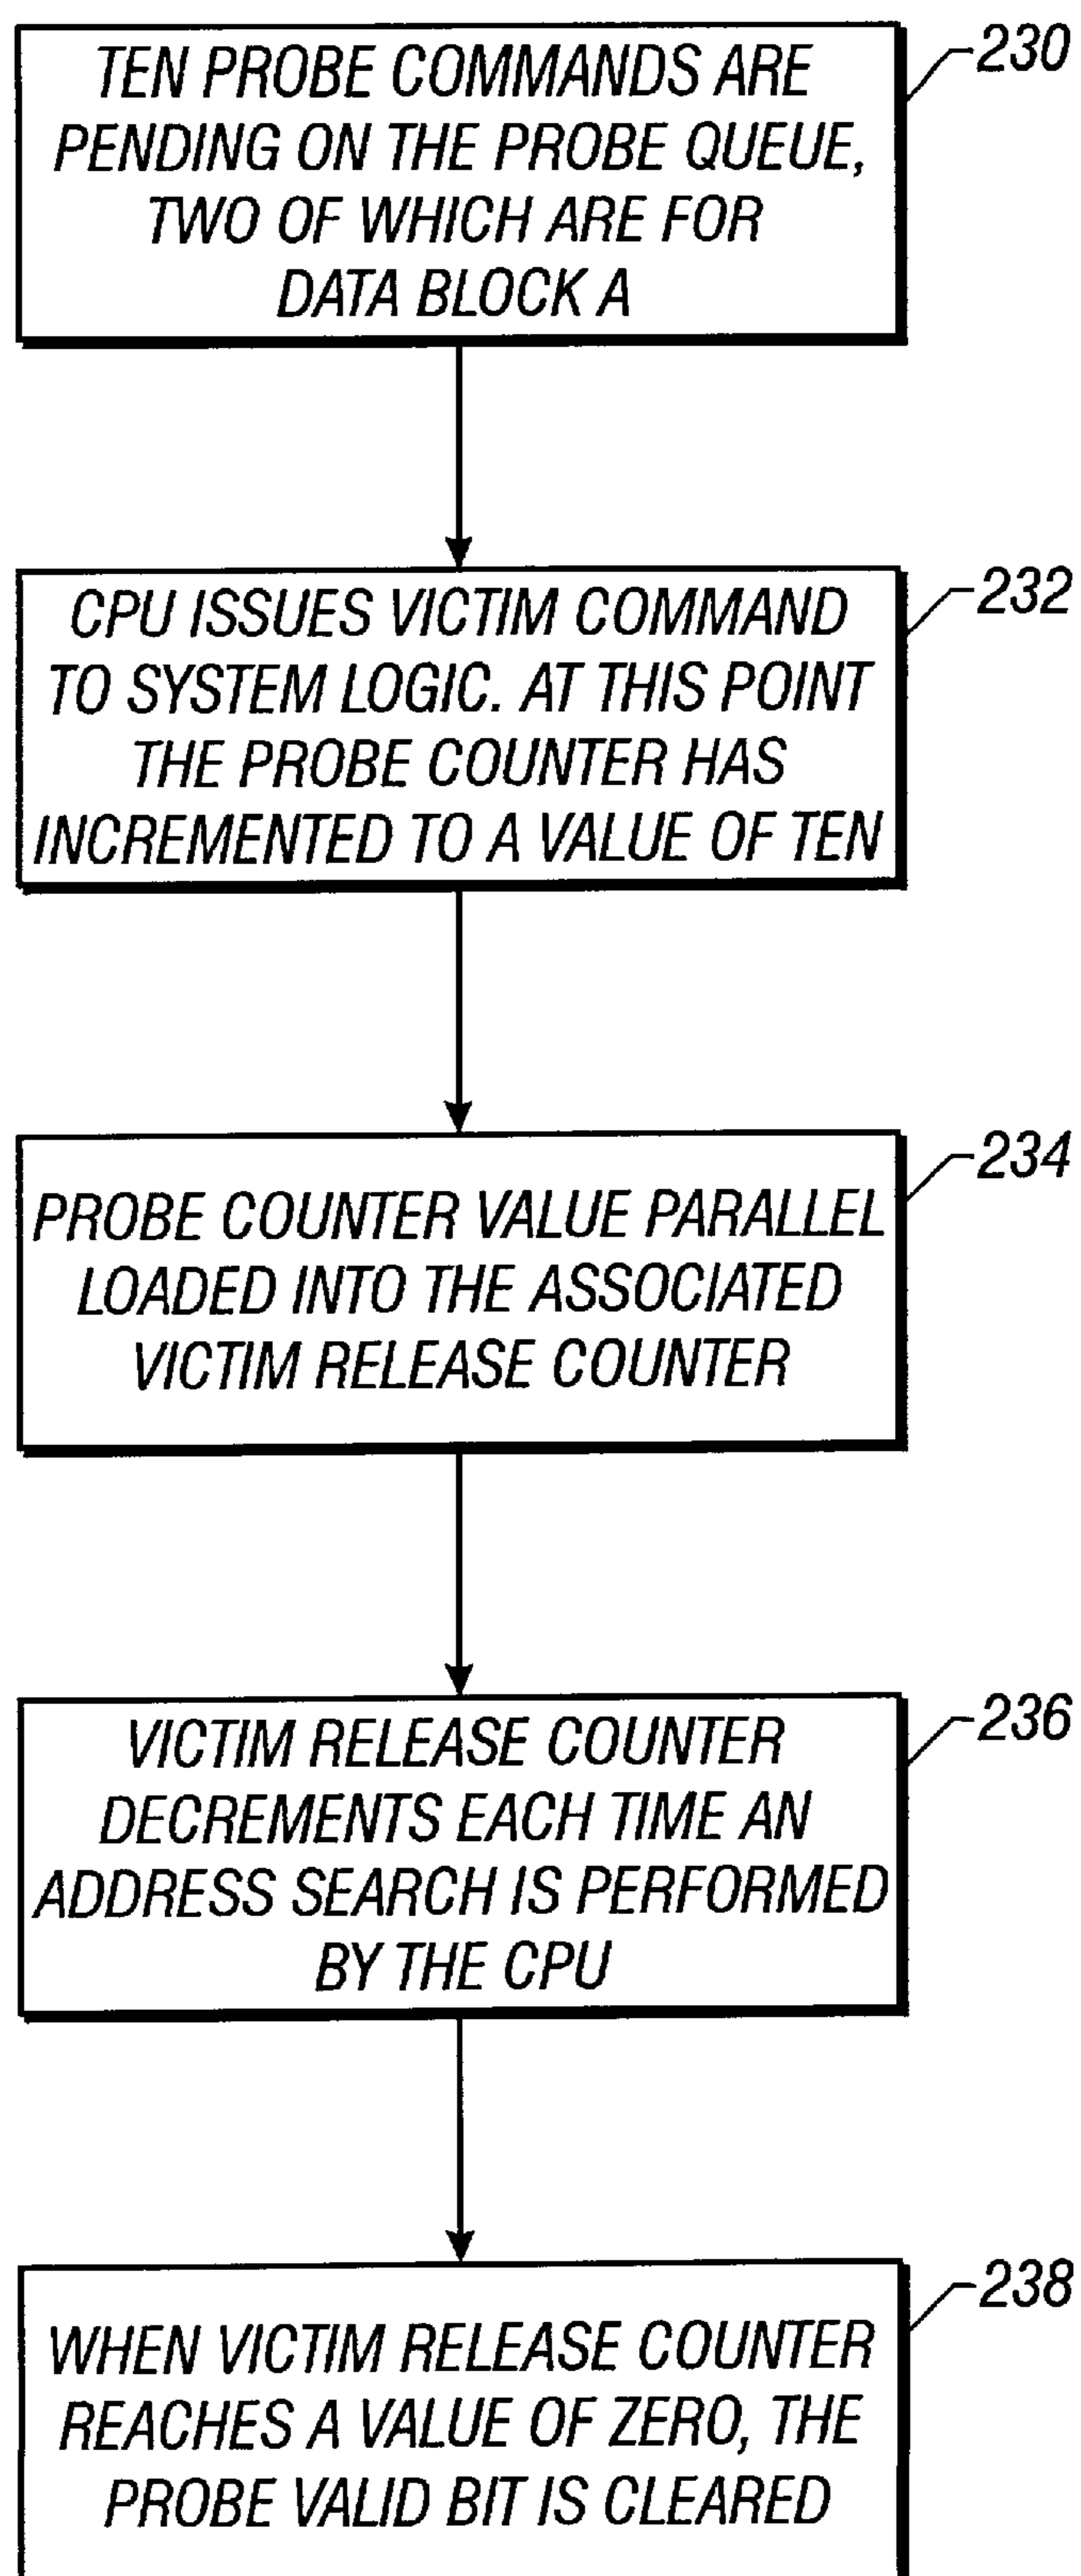 TEN PROBE COMMANDS ARE
PENDING ON THE PROBE QUEUE,
TWO OF WHICH ARE FOR
DATA BLOCK A
230
CPU ISSUES VICTIM COMMAND
TO SYSTEM LOGIC. AT THIS POINT
THE PROBE COUNTER HAS
INCREMENTED TO A VALUE OF TEN
232
PROBE COUNTER VALUE PARALLEL
LOADED INTO THE ASSOCIATED
VICTIM RELEASE COUNTER
234
VICTIM RELEASE COUNTER
DECREMENTS EACH TIME AN
ADDRESS SEARCH IS PERFORMED
BY THE CPU
236
WHEN VICTIM RELEASE COUNTER
REACHES A VALUE OF ZERO, THE
PROBE VALID BIT IS CLEARED
238